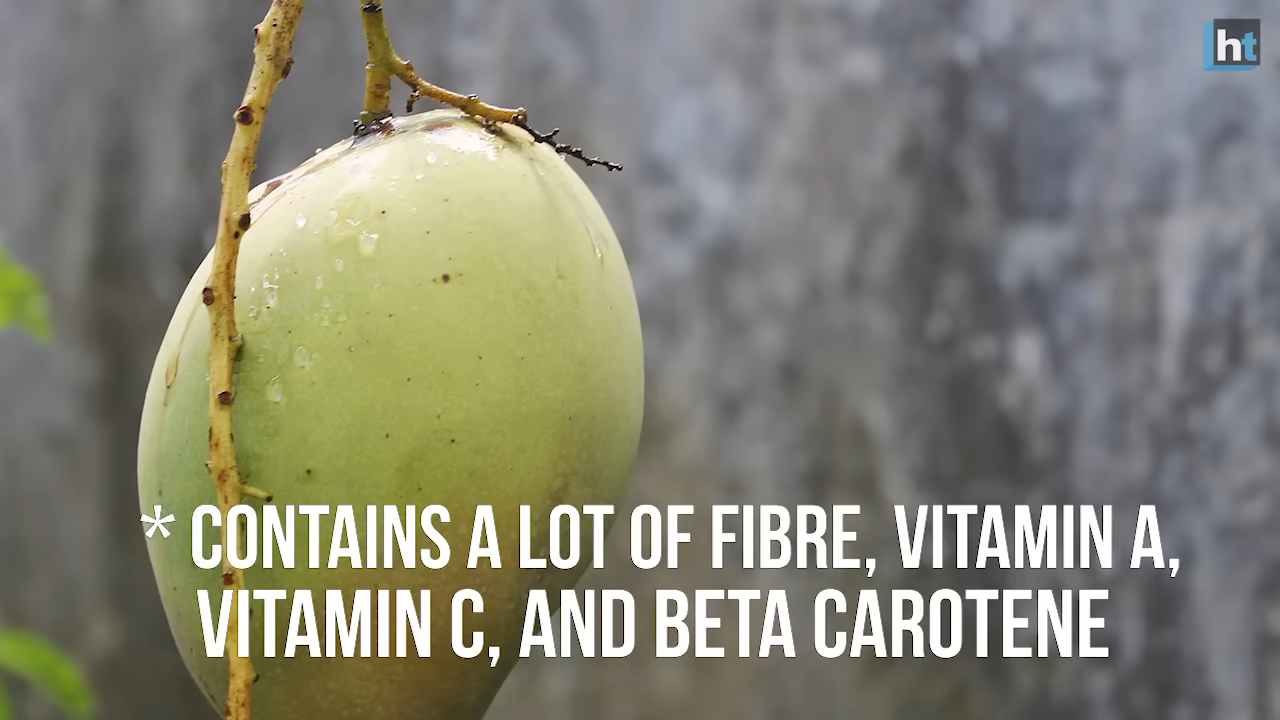 ht
* CONTAINS A LOT OF FIBRE, VITAMIN A,
VITAMIN C, AND BETA CAROTENE